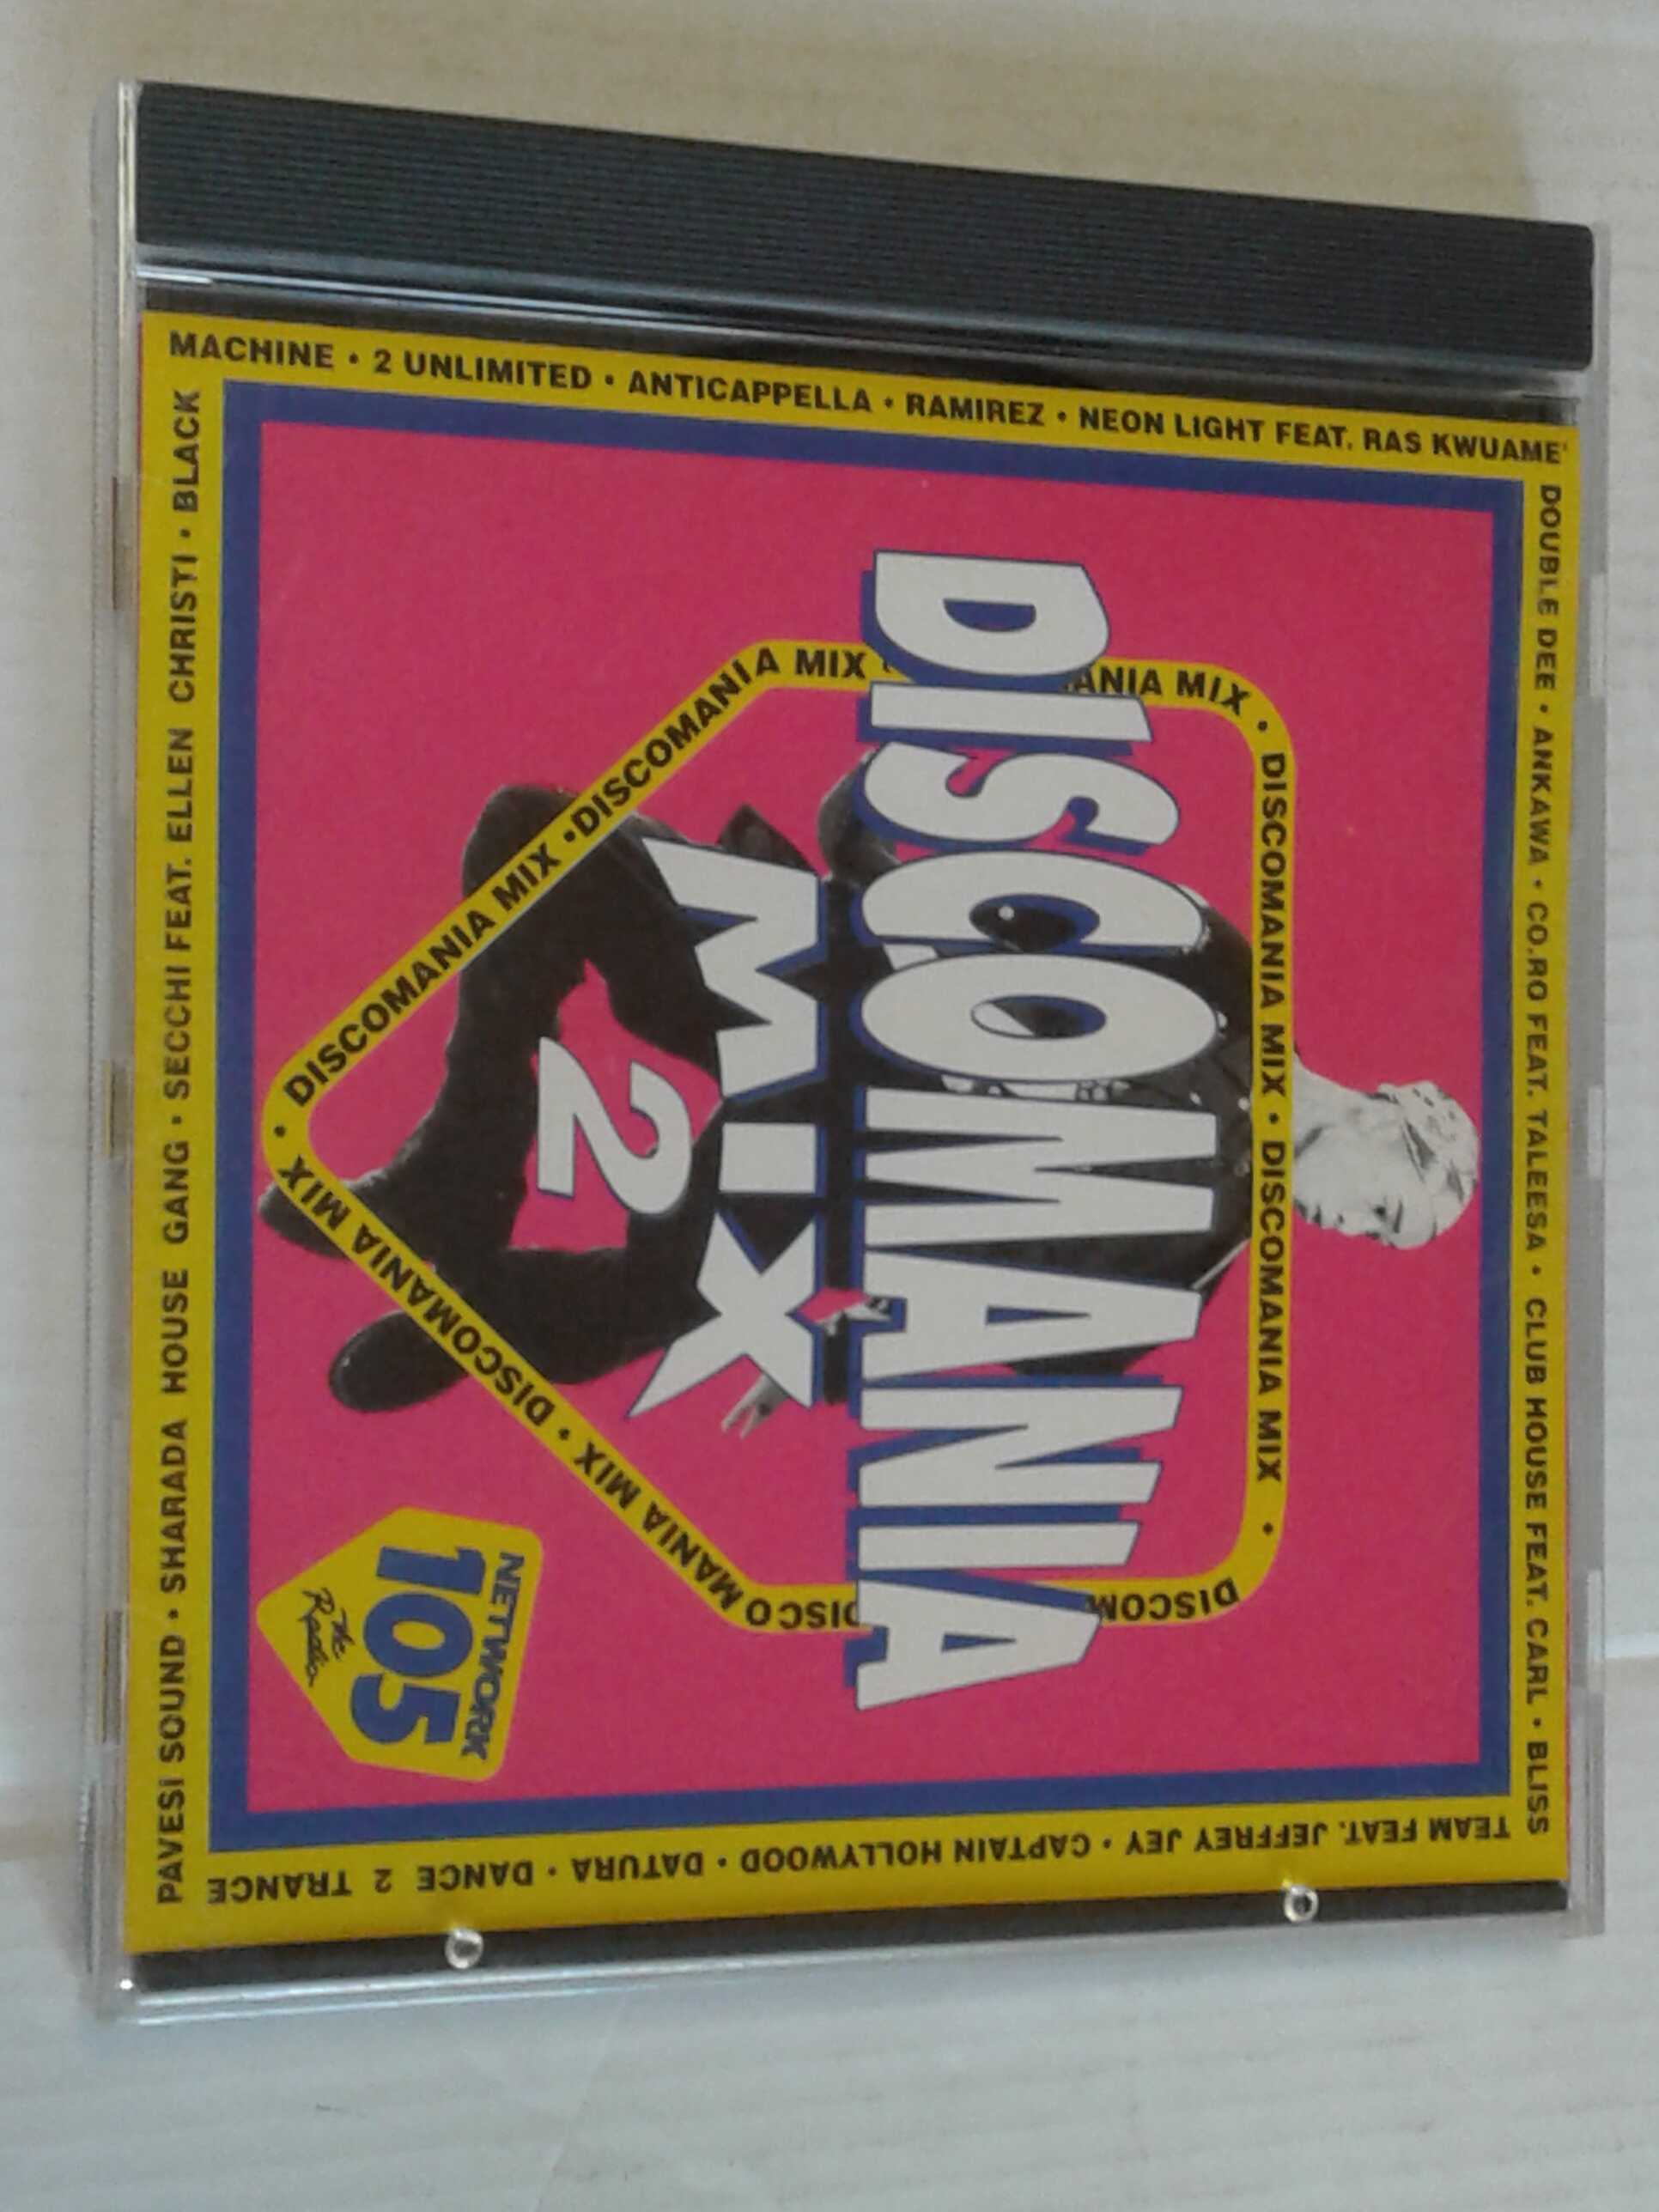 MACHINE • 2 UNLIMITED • ANTICAPPELLA • RAMIREZ • NEON LIGHT FEAT. RAS KWUAME'
DOUBLE DEE • ANKAWA • CO.RO FEAT. TALEESA • CLUB HOUSE FEAT. CARL • BLISS
TEAM FEAT. JEFFREY JEY • CAPTAIN HOLLYWOOD • DATURA • DANCE 2 TRANCE
PAVESI SOUND • SHARADA HOUSE GANG • SECCHI FEAT. ELLEN CHRISTI • BLACK
DISCOMANIA
MIX
2
DISCOMANIA MIX • DISCOMANIA MIX •
DISCOM
DISCOMANIA MIX • DISCOMANIA MIX •
DISCOMANIA MIX • DISCOMANIA MIX
ANIA MIX •
NETWORK
105
The
Radio